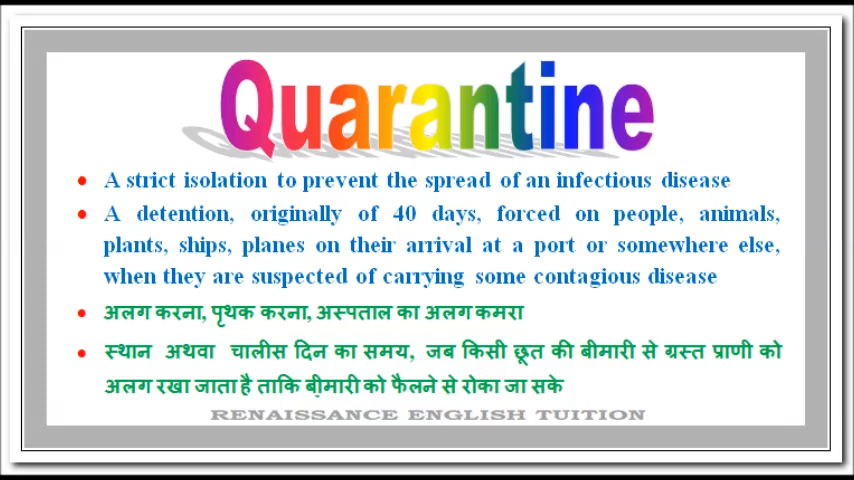 Quarantine
• A strict isolation to prevent the spread of an infectious disease
• A detention, originally of 40 days, forced on people, animals,
plants, ships, planes on their arrival at a port or somewhere else,
when they are suspected of carrying some contagious disease
• अलग करना, पृथक करना, अस्पताल का अलग कमरा
• स्थान अथवा चालीस दिन का समय, जब किसी छूत की बीमारी से ग्रस्त प्राणी को
अलग रखा जाता है ताकि बी़मारी को फैलने से रोका जा सके
RENAISSANCE ENGLISH TUITION